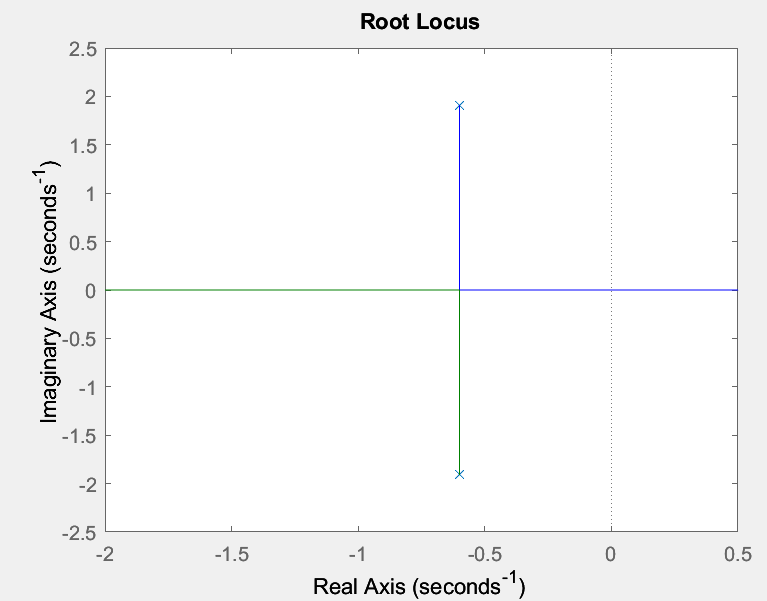 Root Locus
2.5
2
1.5
1
0.5
0
-0.5
-1
-1.5
-2
-2.5
Imaginary Axis (seconds⁻¹)
-2 -1.5 -1 -0.5 0 0.5
Real Axis (seconds⁻¹)